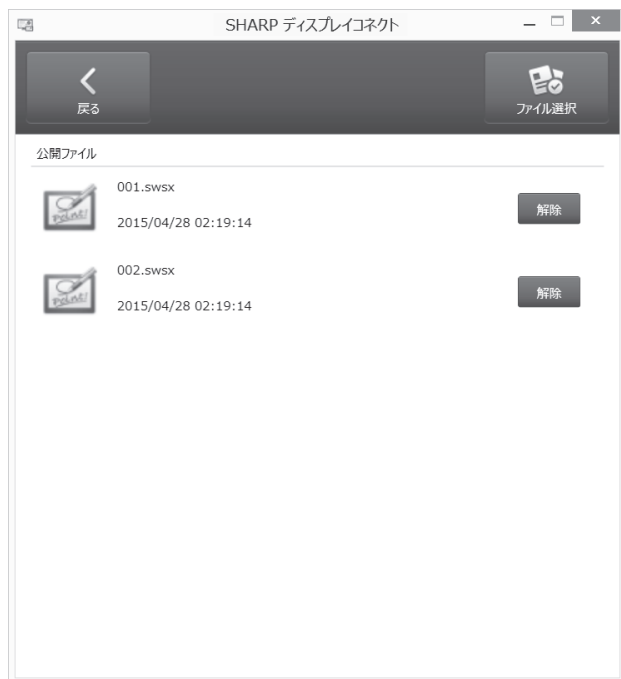 SHARP ディスプレイコネクト
戻る
ファイル選択
公開ファイル
Point!
001.swsx
2015/04/28 02:19:14
解除
Point!
002.swsx
2015/04/28 02:19:14
解除